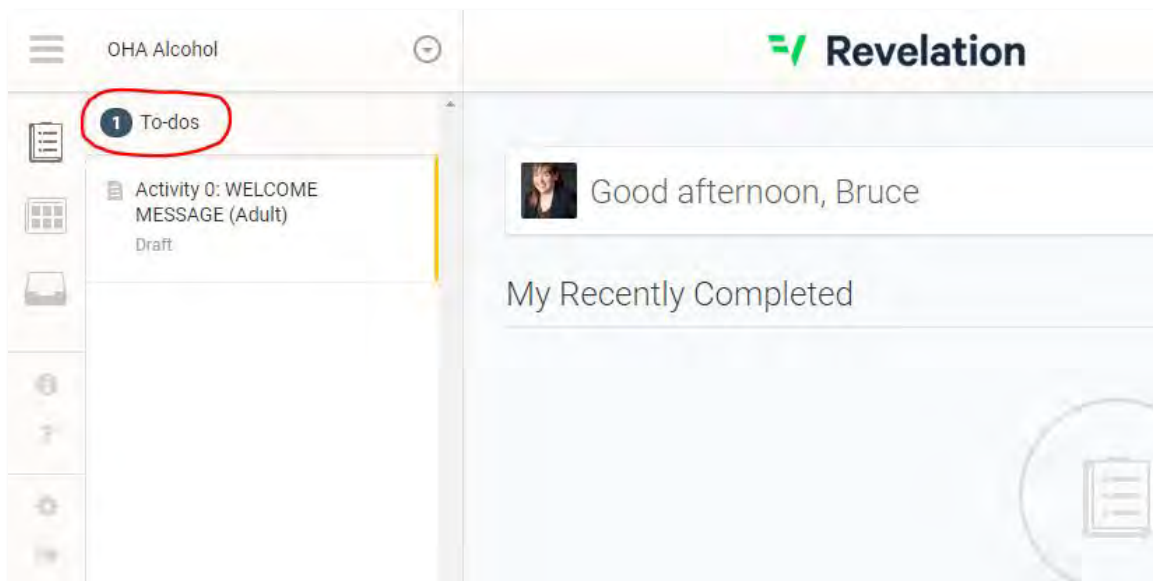 OHA Alcohol
Revelation
1 To-dos
Activity 0: WELCOME
MESSAGE (Adult)
Draft
Good afternoon, Bruce
My Recently Completed